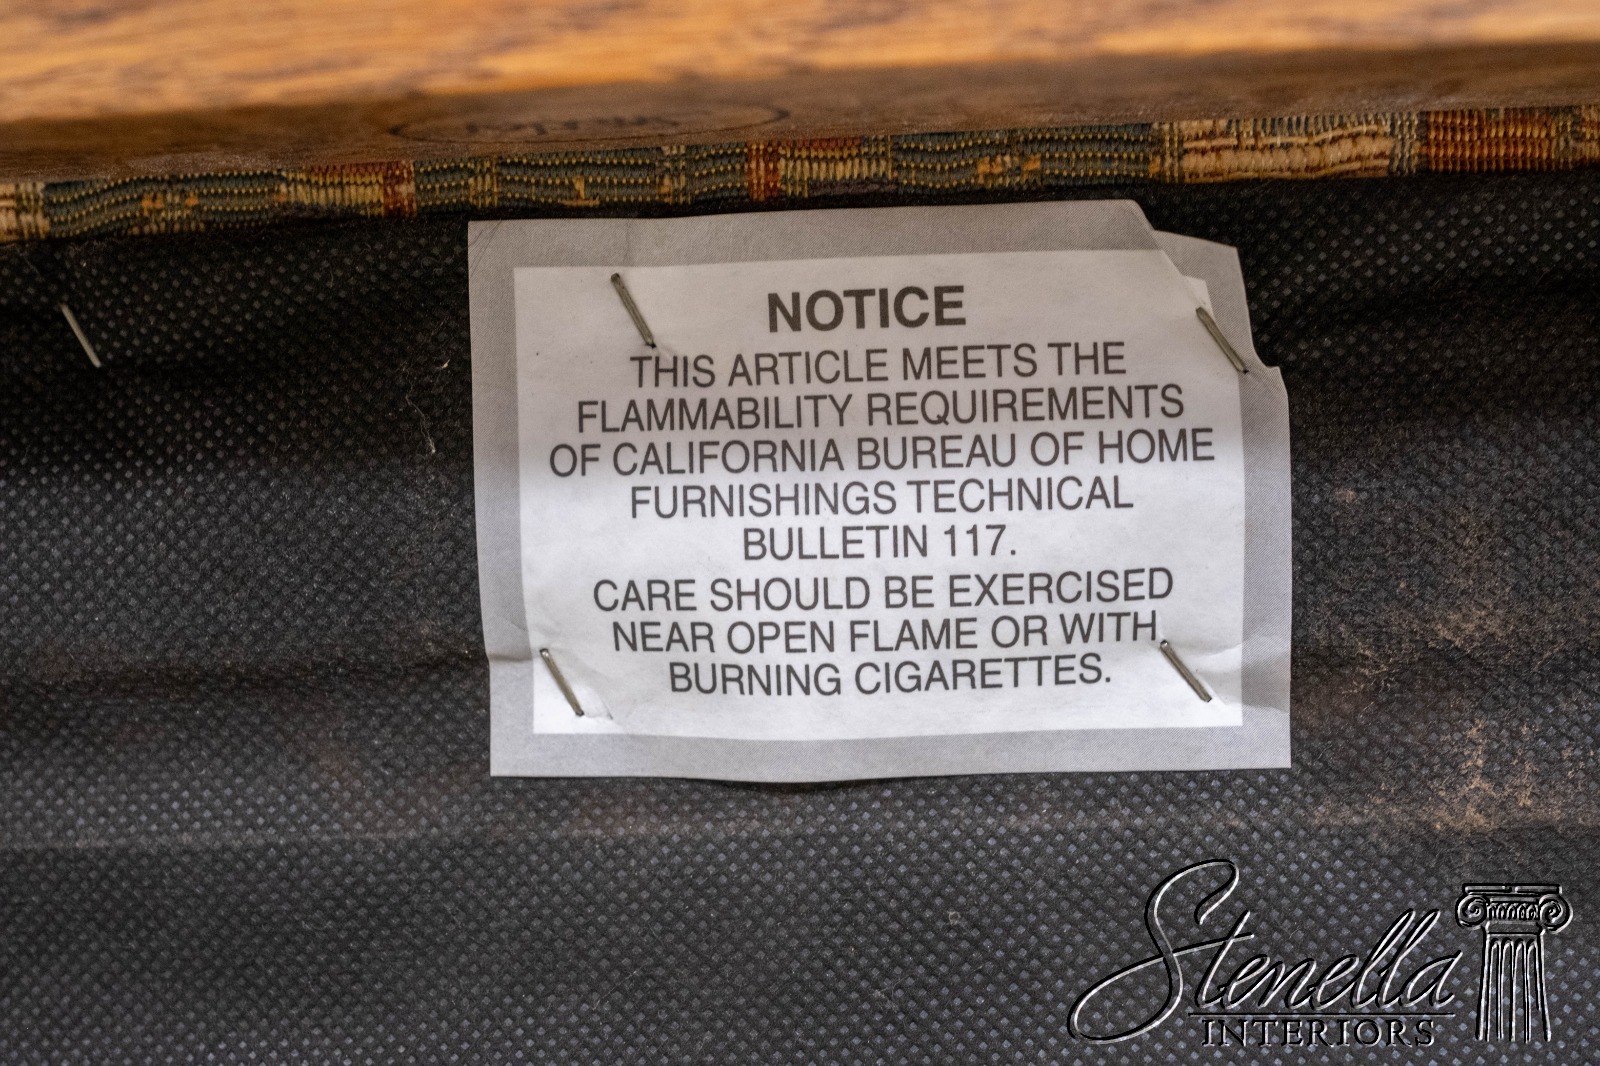 NOTICE
THIS ARTICLE MEETS THE
FLAMMABILITY REQUIREMENTS
OF CALIFORNIA BUREAU OF HOME
FURNISHINGS TECHNICAL
BULLETIN 117.
CARE SHOULD BE EXERCISED
NEAR OPEN FLAME OR WITH
BURNING CIGARETTES.
Stenella
INTERIORS